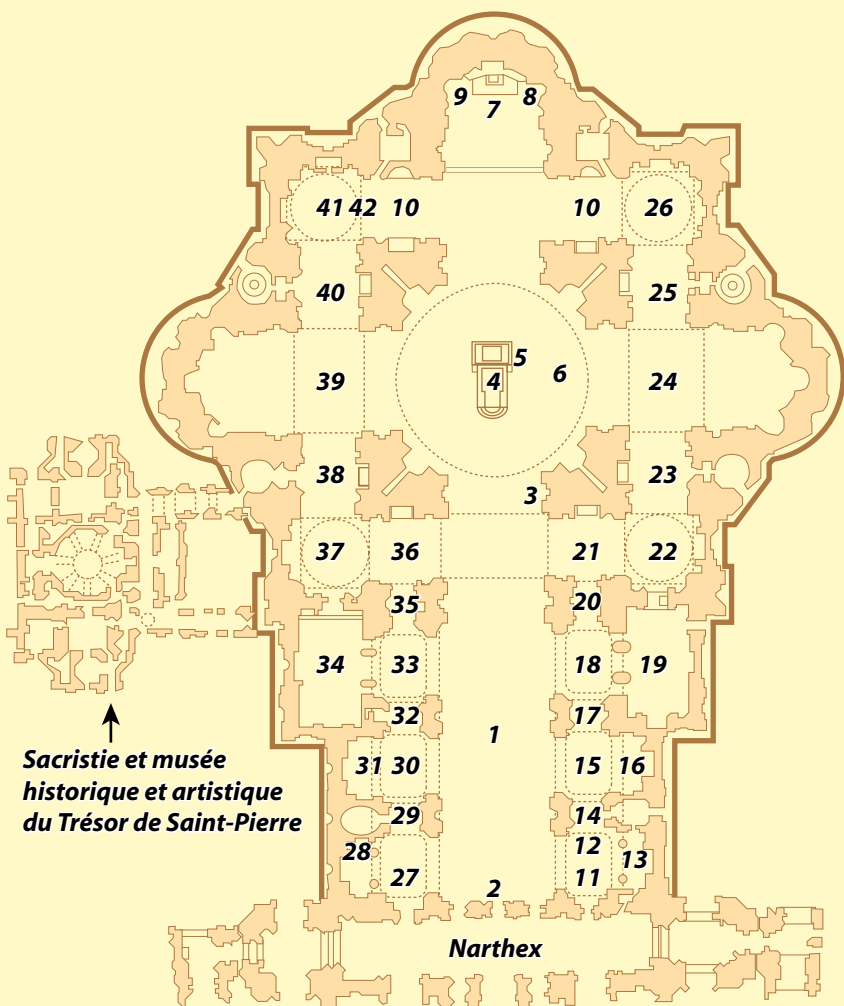 9 7 8
41 42 10 10 26
40 25
5
39 4 6 24
38 23
3
37 36 21 22
35 20
34 33 18 19
32 17
1
Sacristie et musée
historique et artistique
du Trésor de Saint-Pierre
31 30 15 16
29 14
28 12 13
27 2 11
Narthex